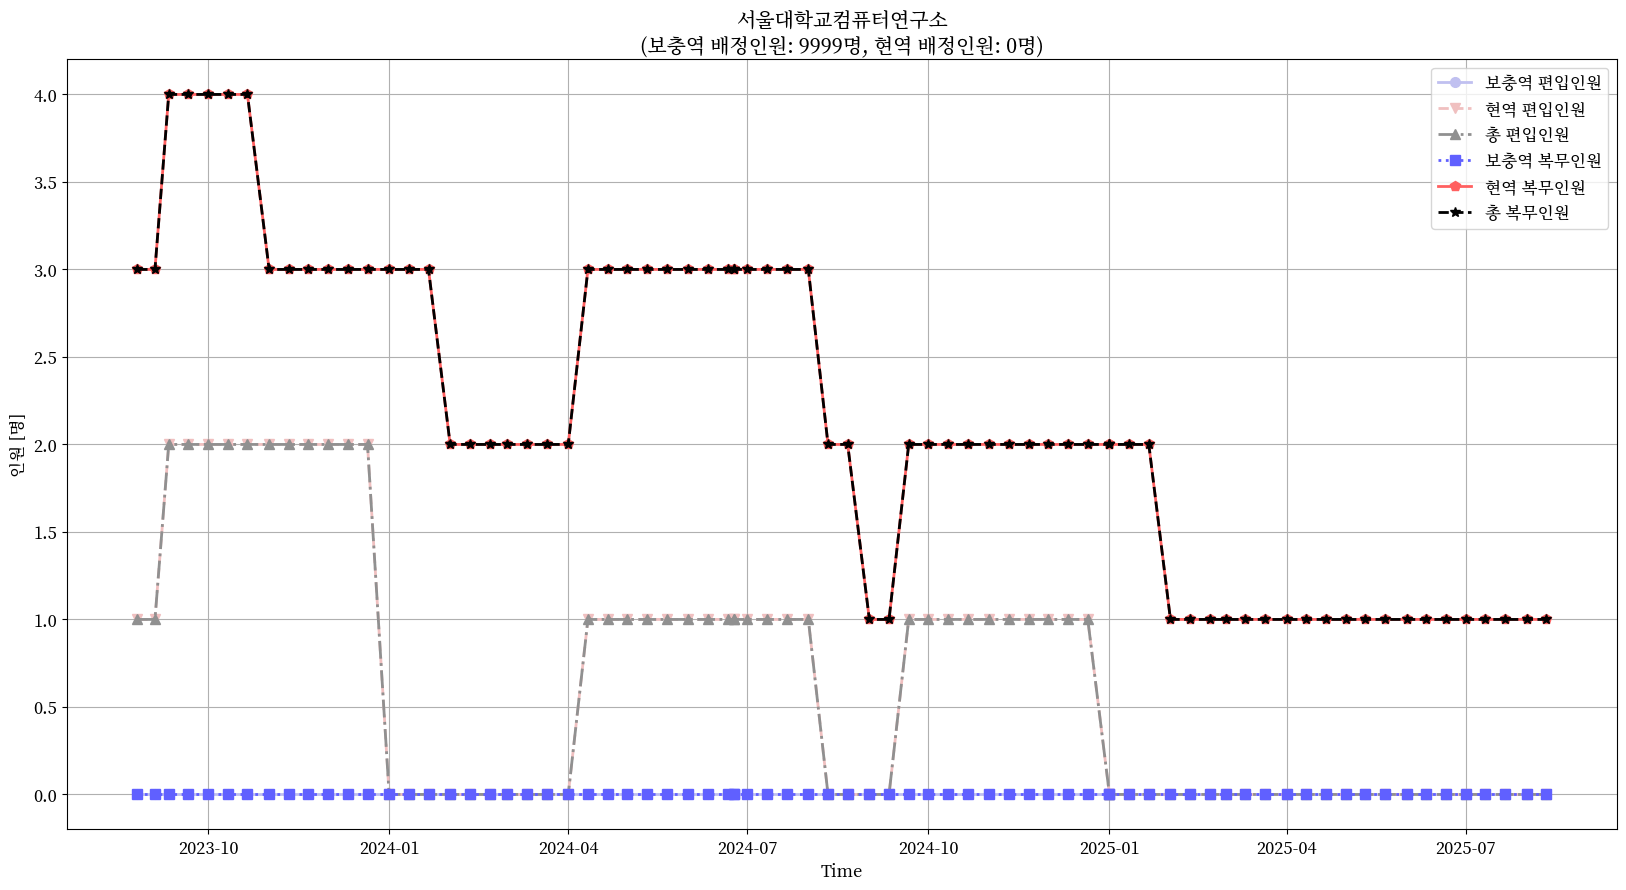 서울대학교컴퓨터연구소
(보충역 배정인원: 9999명, 현역 배정인원: 0명)
보충역 편입인원
현역 편입인원
총 편입인원
보충역 복무인원
현역 복무인원
총 복무인원
인원 [명]
4.0
3.5
3.0
2.5
2.0
1.5
1.0
0.5
0.0
2023-10
2024-01
2024-04
2024-07
2024-10
2025-01
2025-04
2025-07
Time